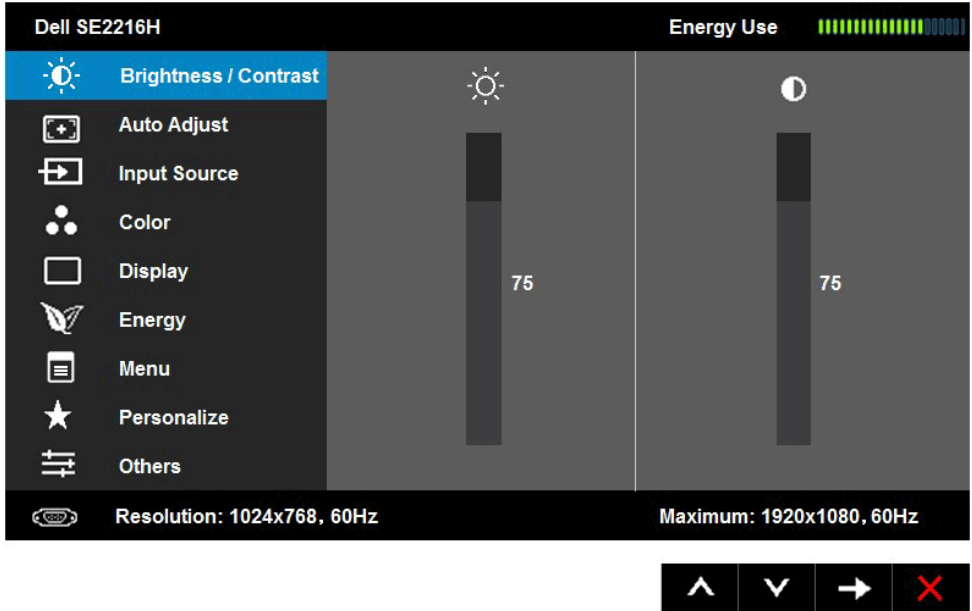 Dell SE2216H
Energy Use
Brightness / Contrast
Auto Adjust
Input Source
Color
Display
Energy
Menu
Personalize
Others
75
75
Resolution: 1024x768, 60Hz
Maximum: 1920x1080, 60Hz